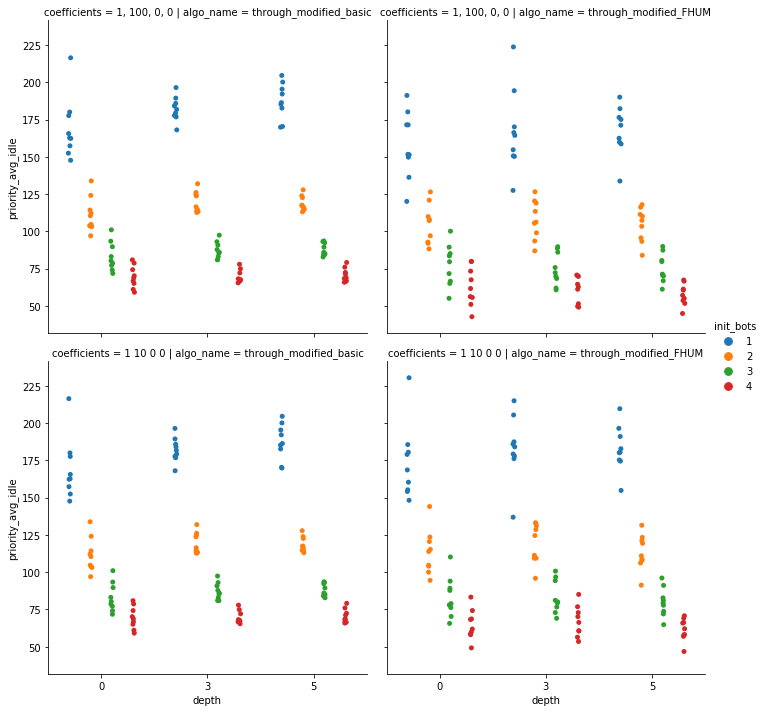 coefficients = 1, 100, 0, 0 | algo_name = through_modified_basic
coefficients = 1, 100, 0, 0 | algo_name = through_modified_FHUM
225
200
175
150
125
100
75
50
priority_avg_idle
init_bots
1
2
3
4
coefficients = 1 10 0 0 | algo_name = through_modified_basic
coefficients = 1 10 0 0 | algo_name = through_modified_FHUM
225
200
175
150
125
100
75
50
priority_avg_idle
0 3 5
depth
0 3 5
depth